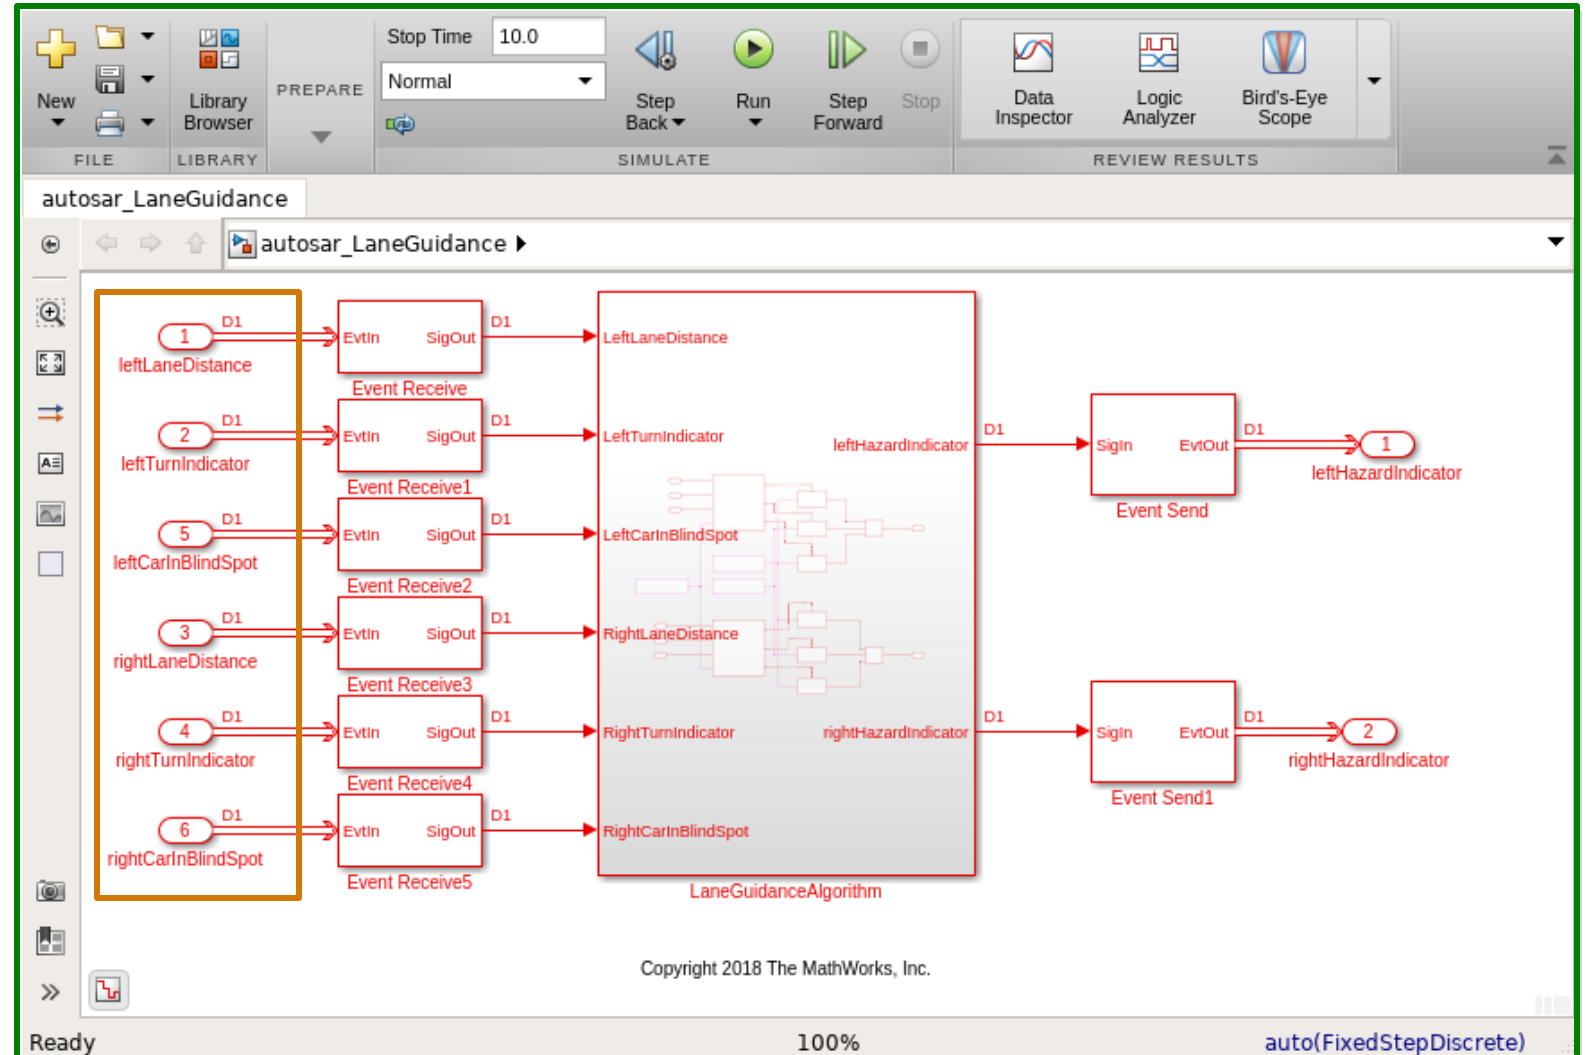 Stop Time 10.0
Normal
New
Library
Browser
PREPARE
Step
Back
Run
Step
Forward
Stop
Data
Inspector
Logic
Analyzer
Bird's-Eye
Scope
FILE
LIBRARY
SIMULATE
REVIEW RESULTS
autosar_LaneGuidance
autosar_LaneGuidance
1 D1
leftLaneDistance
EvtIn SigOut D1
Event Receive
LeftLaneDistance
2 D1
leftTurnIndicator
EvtIn SigOut D1
Event Receive1
LeftTurnIndicator
5 D1
leftCarInBlindSpot
EvtIn SigOut D1
Event Receive2
LeftCarInBlindSpot
3 D1
rightLaneDistance
EvtIn SigOut D1
Event Receive3
RightLaneDistance
4 D1
rightTurnIndicator
EvtIn SigOut D1
Event Receive4
RightTurnIndicator
6 D1
rightCarInBlindSpot
EvtIn SigOut D1
Event Receive5
RightCarInBlindSpot
LaneGuidanceAlgorithm
leftHazardIndicator D1
SigIn EvtOut D1
Event Send
1
leftHazardIndicator
rightHazardIndicator D1
SigIn EvtOut D1
Event Send1
2
rightHazardIndicator
Copyright 2018 The MathWorks, Inc.
Ready
100%
auto(FixedStepDiscrete)